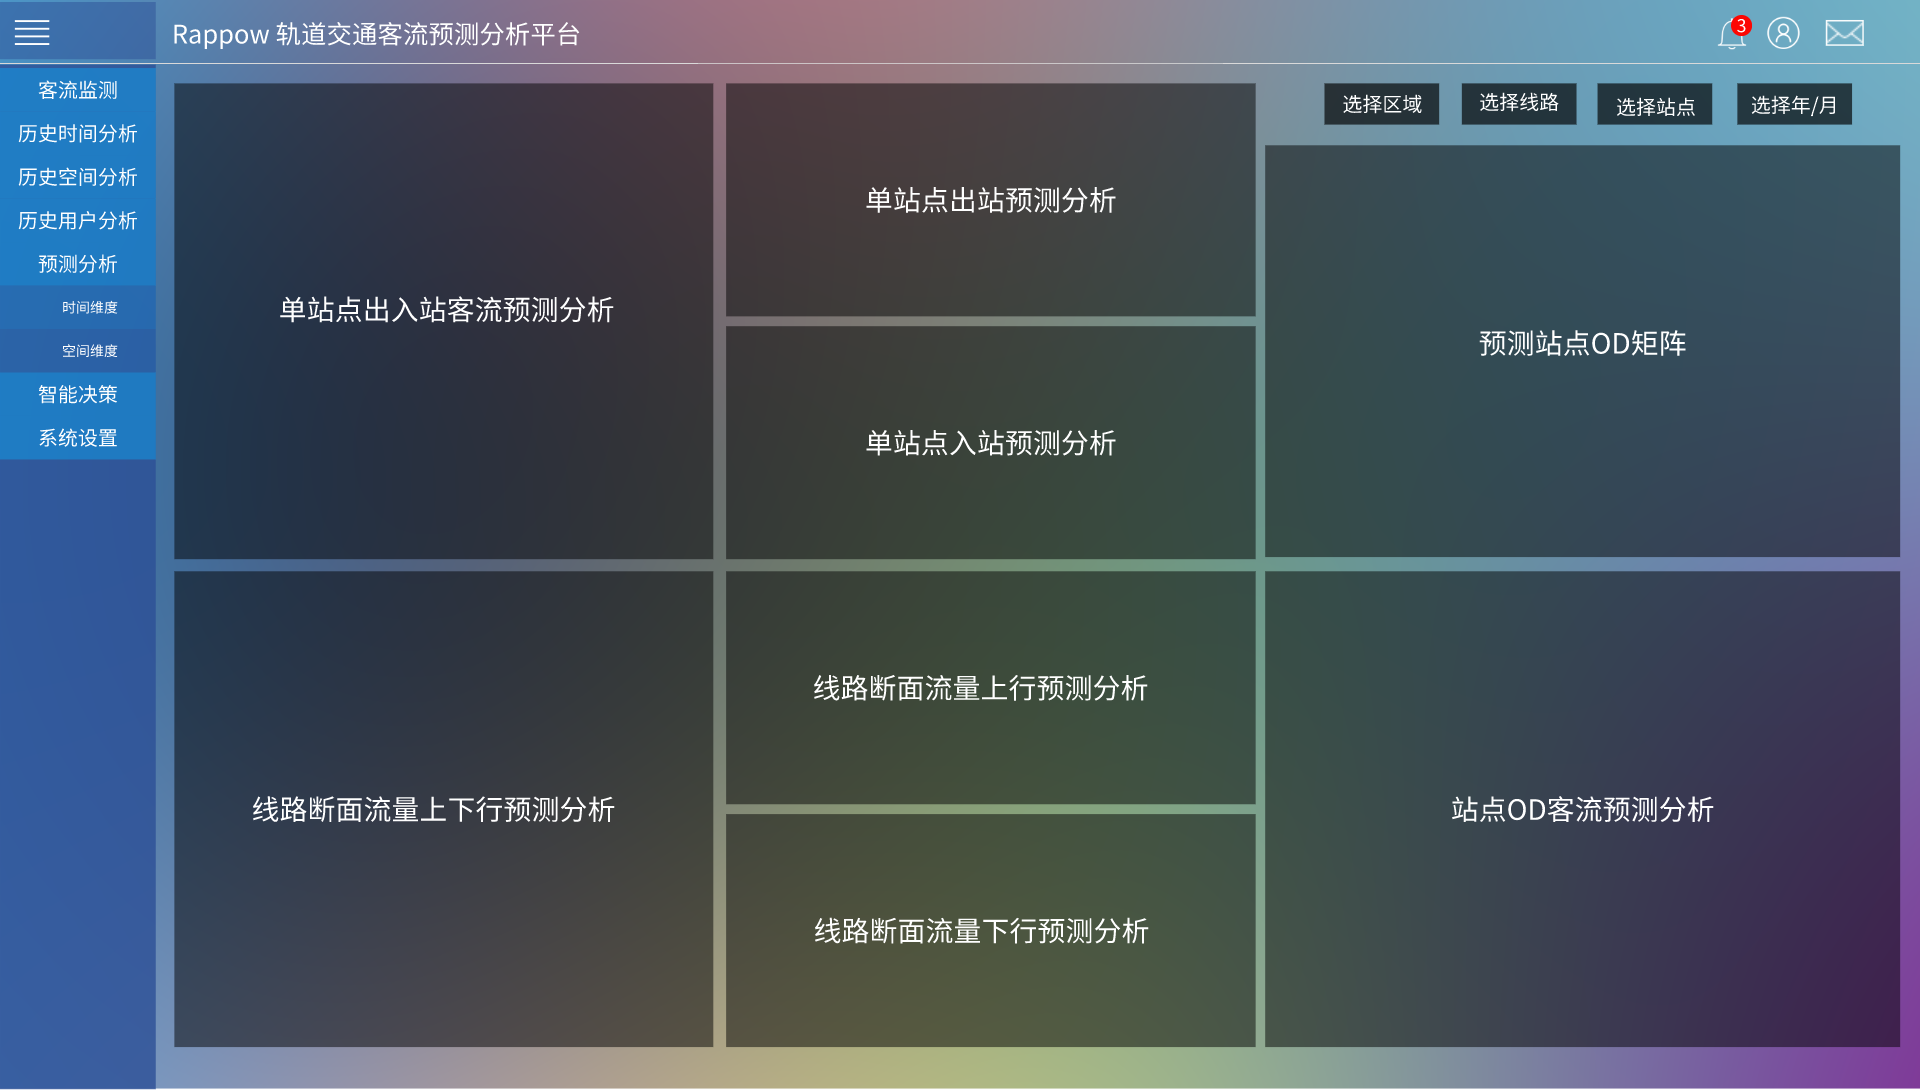 Rappow 轨道交通客流预测分析平台
3
客流监测
历史时间分析
历史空间分析
历史用户分析
预测分析
时间维度
空间维度
智能决策
系统设置
选择区域
选择线路
选择站点
选择年/月
单站点出入站客流预测分析
单站点出站预测分析
单站点入站预测分析
预测站点OD矩阵
线路断面流量上下行预测分析
线路断面流量上行预测分析
线路断面流量下行预测分析
站点OD客流预测分析